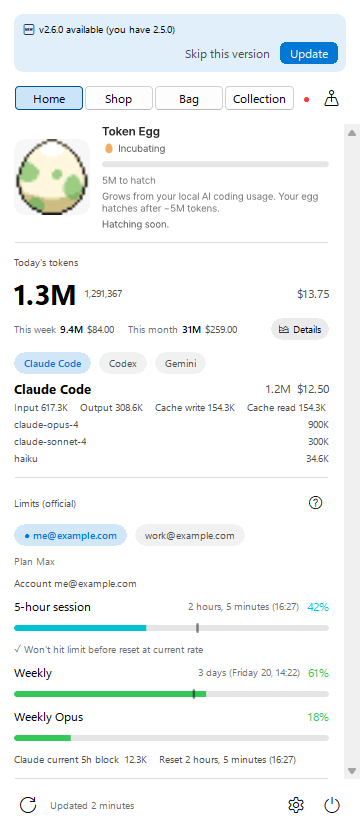 v2.6.0 available (you have 2.5.0)
Skip this version Update
Home Shop Bag Collection
Token Egg
Incubating
5M to hatch
Grows from your local AI coding usage. Your egg
hatches after ~5M tokens.
Hatching soon.
Today's tokens
1.3M 1,291,367 $13.75
This week 9.4M $84.00 This month 31M $259.00 Details
Claude Code Codex Gemini
Claude Code 1.2M $12.50
Input 617.3K Output 308.6K Cache write 154.3K Cache read 154.3K
claude-opus-4 900K
claude-sonnet-4 300K
haiku 34.6K
Limits (official)
● me@example.com work@example.com
Plan Max
Account me@example.com
5-hour session 2 hours, 5 minutes (16:27) 42%
✓ Won't hit limit before reset at current rate
Weekly 3 days (Friday 20, 14:22) 61%
Weekly Opus 18%
Claude current 5h block 12.3K Reset 2 hours, 5 minutes (16:27)
Updated 2 minutes